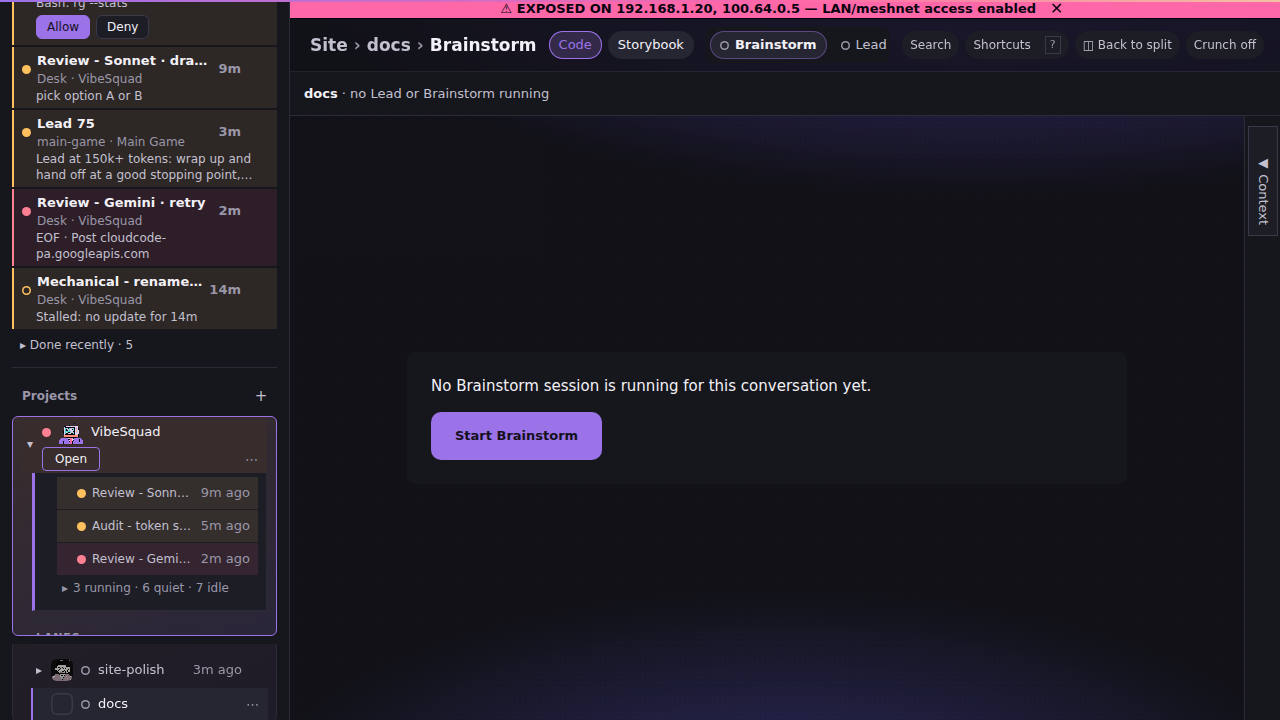 Bash: rg --stats
Allow Deny
Review - Sonnet · dra… 9m
Desk · VibeSquad
pick option A or B
Lead 75 3m
main-game · Main Game
Lead at 150k+ tokens: wrap up and
hand off at a good stopping point,…
Review - Gemini · retry 2m
Desk · VibeSquad
EOF · Post cloudcode-
pa.googleapis.com
Mechanical - rename… 14m
Desk · VibeSquad
Stalled: no update for 14m
▸ Done recently · 5
Projects +
VibeSquad
Open …
Review - Sonn… 9m ago
Audit - token s… 5m ago
Review - Gemi… 2m ago
▸ 3 running · 6 quiet · 7 idle
site-polish 3m ago
docs …
⚠ EXPOSED ON 192.168.1.20, 100.64.0.5 — LAN/meshnet access enabled ✕
Site › docs › Brainstorm Code Storybook Brainstorm Lead Search Shortcuts ? Back to split Crunch off
docs · no Lead or Brainstorm running
No Brainstorm session is running for this conversation yet.
Start Brainstorm
◀ Context